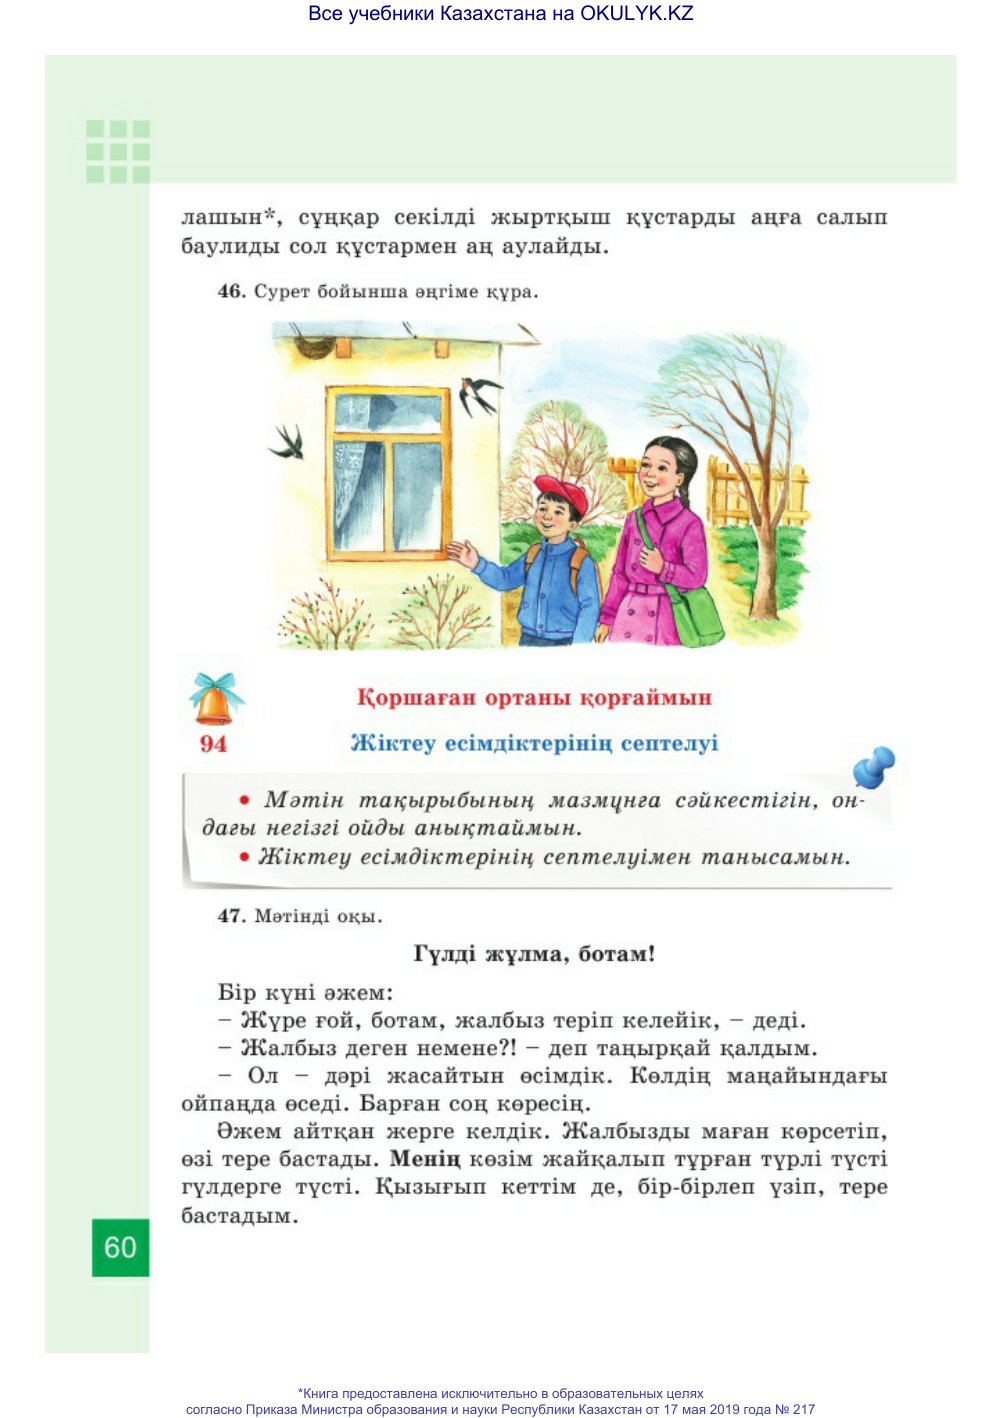 Все учебники Казахстана на OKULYK.KZ
лашын*, сұңқар секілді жыртқыш құстарды аңға салып
баулиды сол құстармен аң аулайды.
46. Сурет бойынша әңгіме құра.
Қоршаған ортаны қорғаймын
94
Жіктеу есімдіктерінің септелуі
• Мәтін тақырыбының мазмұнға сәйкестігін, он-
дағы негізгі ойды анықтаймын.
• Жіктеу есімдіктерінің септелуімен танысамын.
47. Мәтінді оқы.
Гүлді жұлма, ботам!
Бір күні әжем:
– Жүре ғой, ботам, жалбыз теріп келейік, – деді.
– Жалбыз деген немене?! – деп таңырқай қалдым.
– Ол – дәрі жасайтын өсімдік. Көлдің маңайындағы
ойпаңда өседі. Барған соң көресің.
Әжем айтқан жерге келдік. Жалбызды маған көрсетіп,
өзі тере бастады. Менің көзім жайқалып тұрған түрлі түсті
гүлдерге түсті. Қызығып кеттім де, бір-бірлеп үзіп, тере
бастадым.
60
*Книга предоставлена исключительно в образовательных целях
согласно Приказа Министра образования и науки Республики Казахстан от 17 мая 2019 года № 217